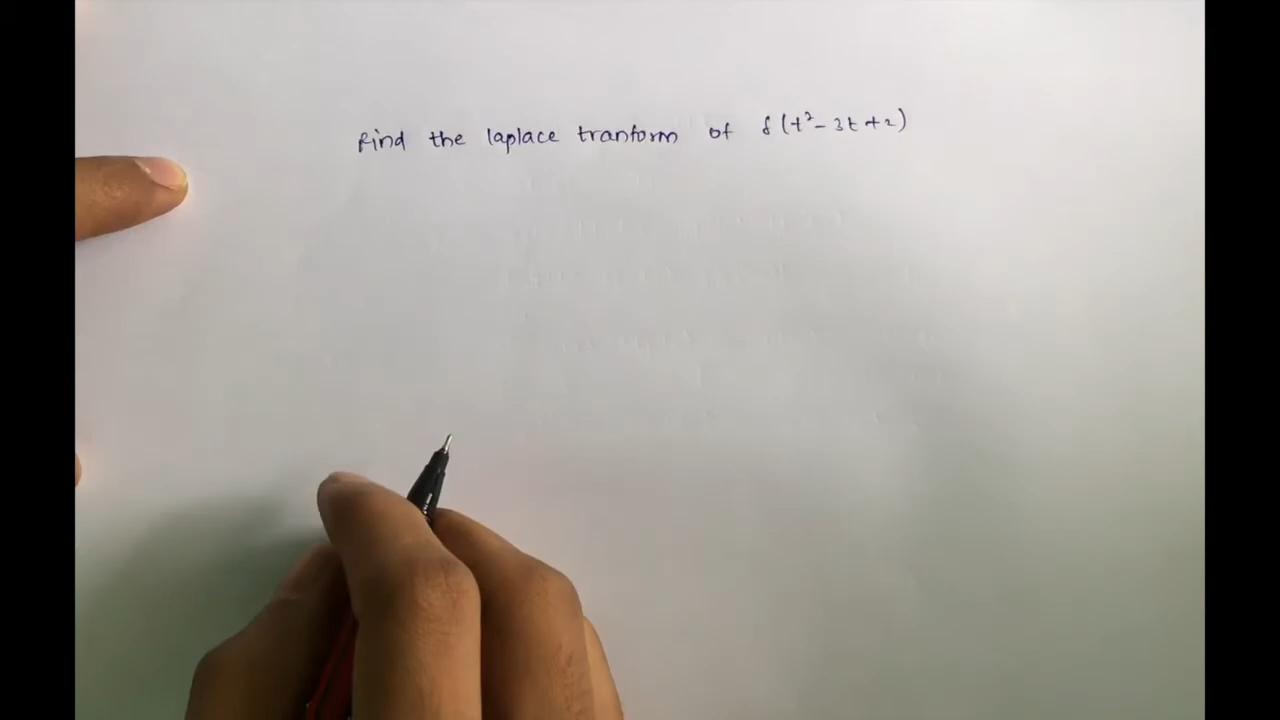 Find the laplace tranform of δ(t²-3t+2)